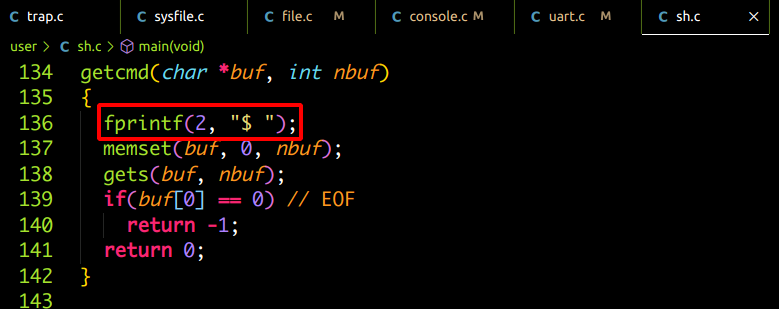 trap.c sysfile.c file.c M console.c M uart.c M sh.c
user > C sh.c > main(void)
134 getcmd(char *buf, int nbuf)
135 {
136 fprintf(2, "$ ");
137 memset(buf, 0, nbuf);
138 gets(buf, nbuf);
139 if(buf[0] == 0) // EOF
140 return -1;
141 return 0;
142 }
143